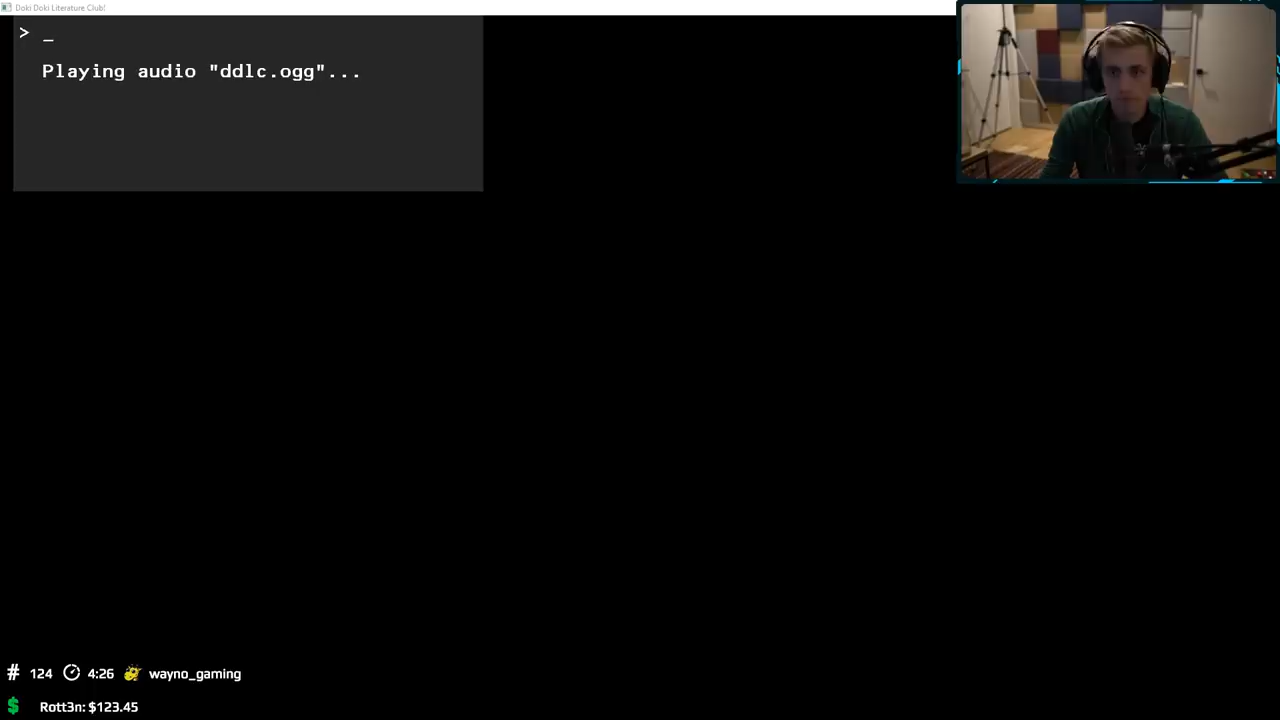 Doki Doki Literature Club!
> _
Playing audio "ddlc.ogg"...
# 124 4:26 wayno_gaming
$ Rott3n: $123.45